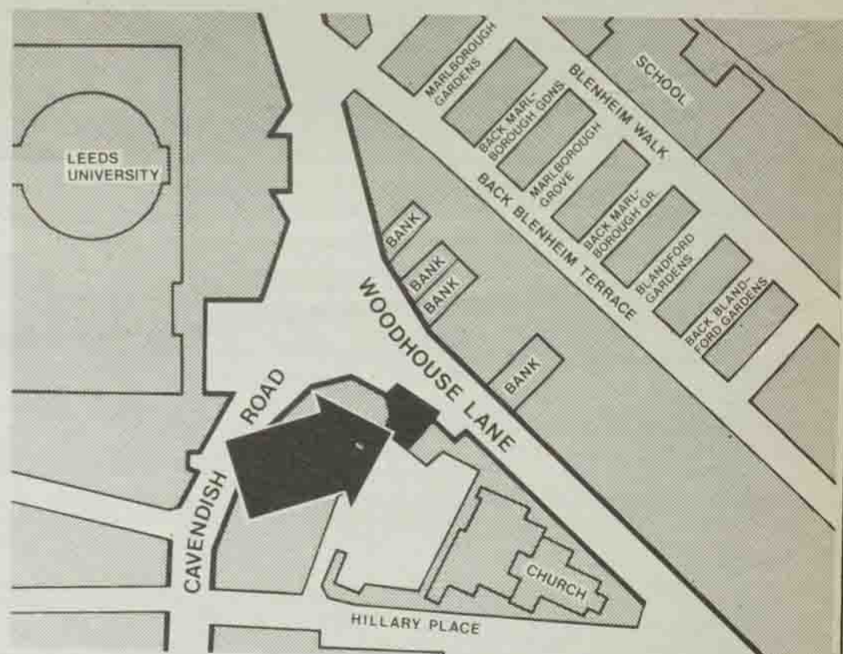 LEEDS
UNIVERSITY
MARLBOROUGH
GARDENS
BACK MARL-
BOROUGH GDNS
MARLBOROUGH
GROVE
BACK MARL-
BOROUGH GR.
BLANDFORD
GARDENS
BACK BLAND-
FORD GARDENS
BLENHEIM WALK
SCHOOL
BACK BLENHEIM TERRACE
BANK
BANK
BANK
BANK
WOODHOUSE LANE
CAVENDISH ROAD
CHURCH
HILLARY PLACE